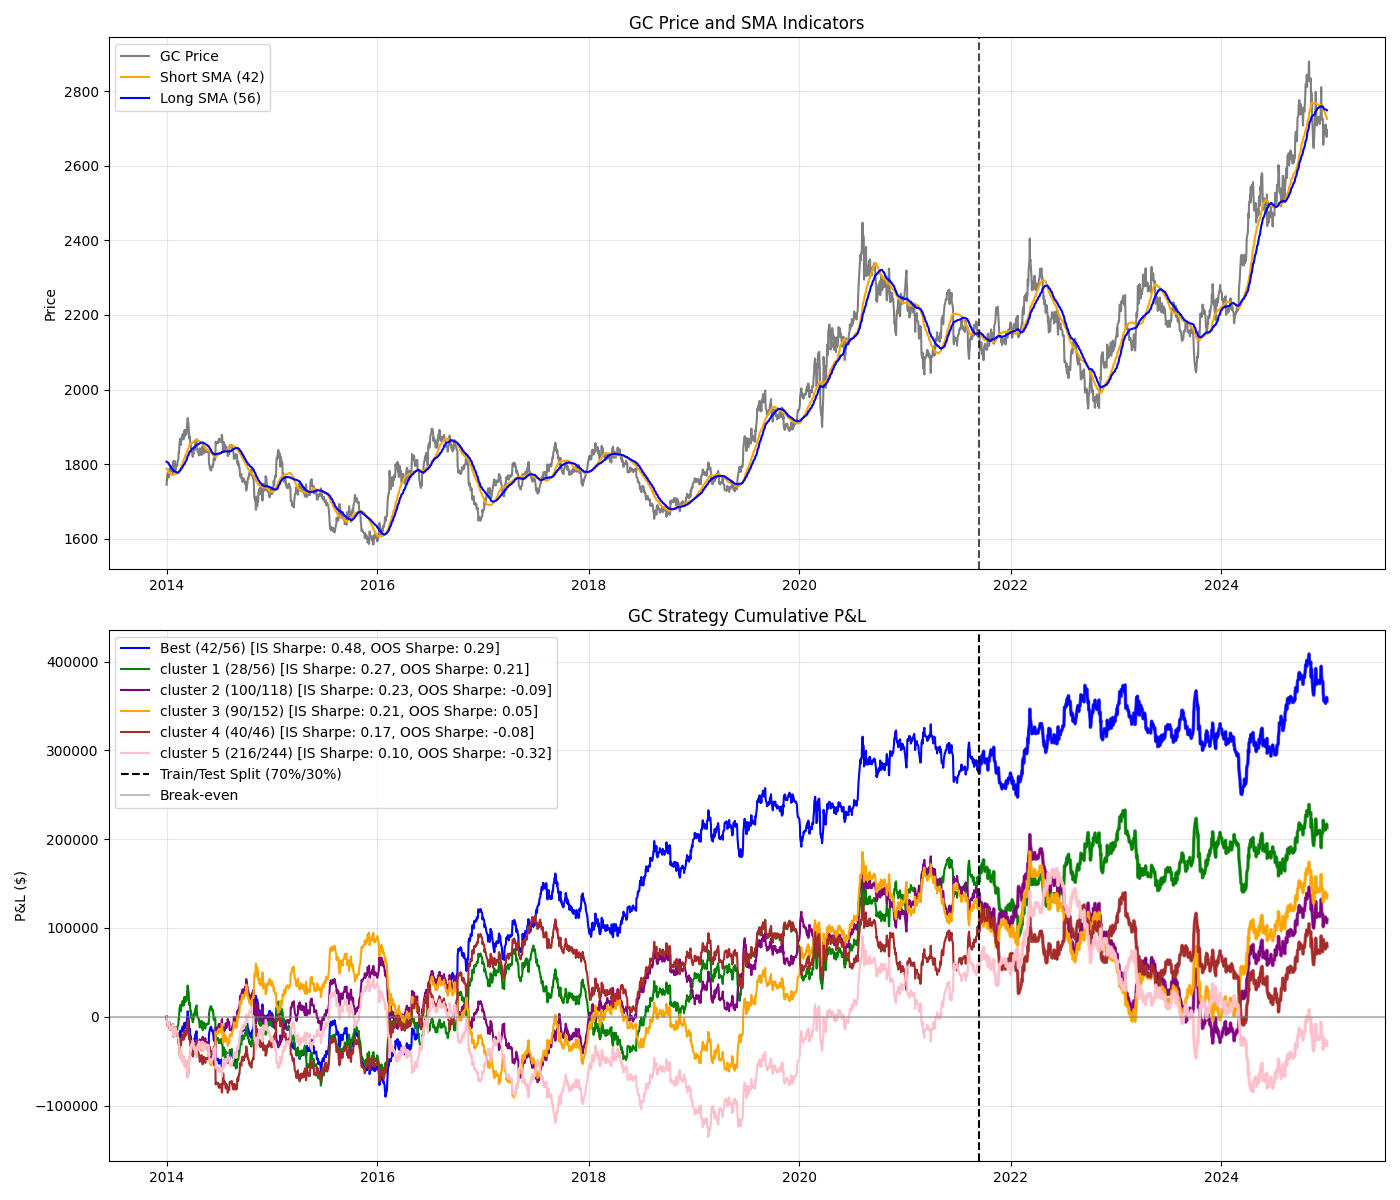 GC Price and SMA Indicators
GC Price
Short SMA (42)
Long SMA (56)
Price
2800
2600
2400
2200
2000
1800
1600
2014 2016 2018 2020 2022 2024
GC Strategy Cumulative P&L
Best (42/56) [IS Sharpe: 0.48, OOS Sharpe: 0.29]
cluster 1 (28/56) [IS Sharpe: 0.27, OOS Sharpe: 0.21]
cluster 2 (100/118) [IS Sharpe: 0.23, OOS Sharpe: -0.09]
cluster 3 (90/152) [IS Sharpe: 0.21, OOS Sharpe: 0.05]
cluster 4 (40/46) [IS Sharpe: 0.17, OOS Sharpe: -0.08]
cluster 5 (216/244) [IS Sharpe: 0.10, OOS Sharpe: -0.32]
Train/Test Split (70%/30%)
Break-even
P&L ($)
400000
300000
200000
100000
0
−100000
2014 2016 2018 2020 2022 2024